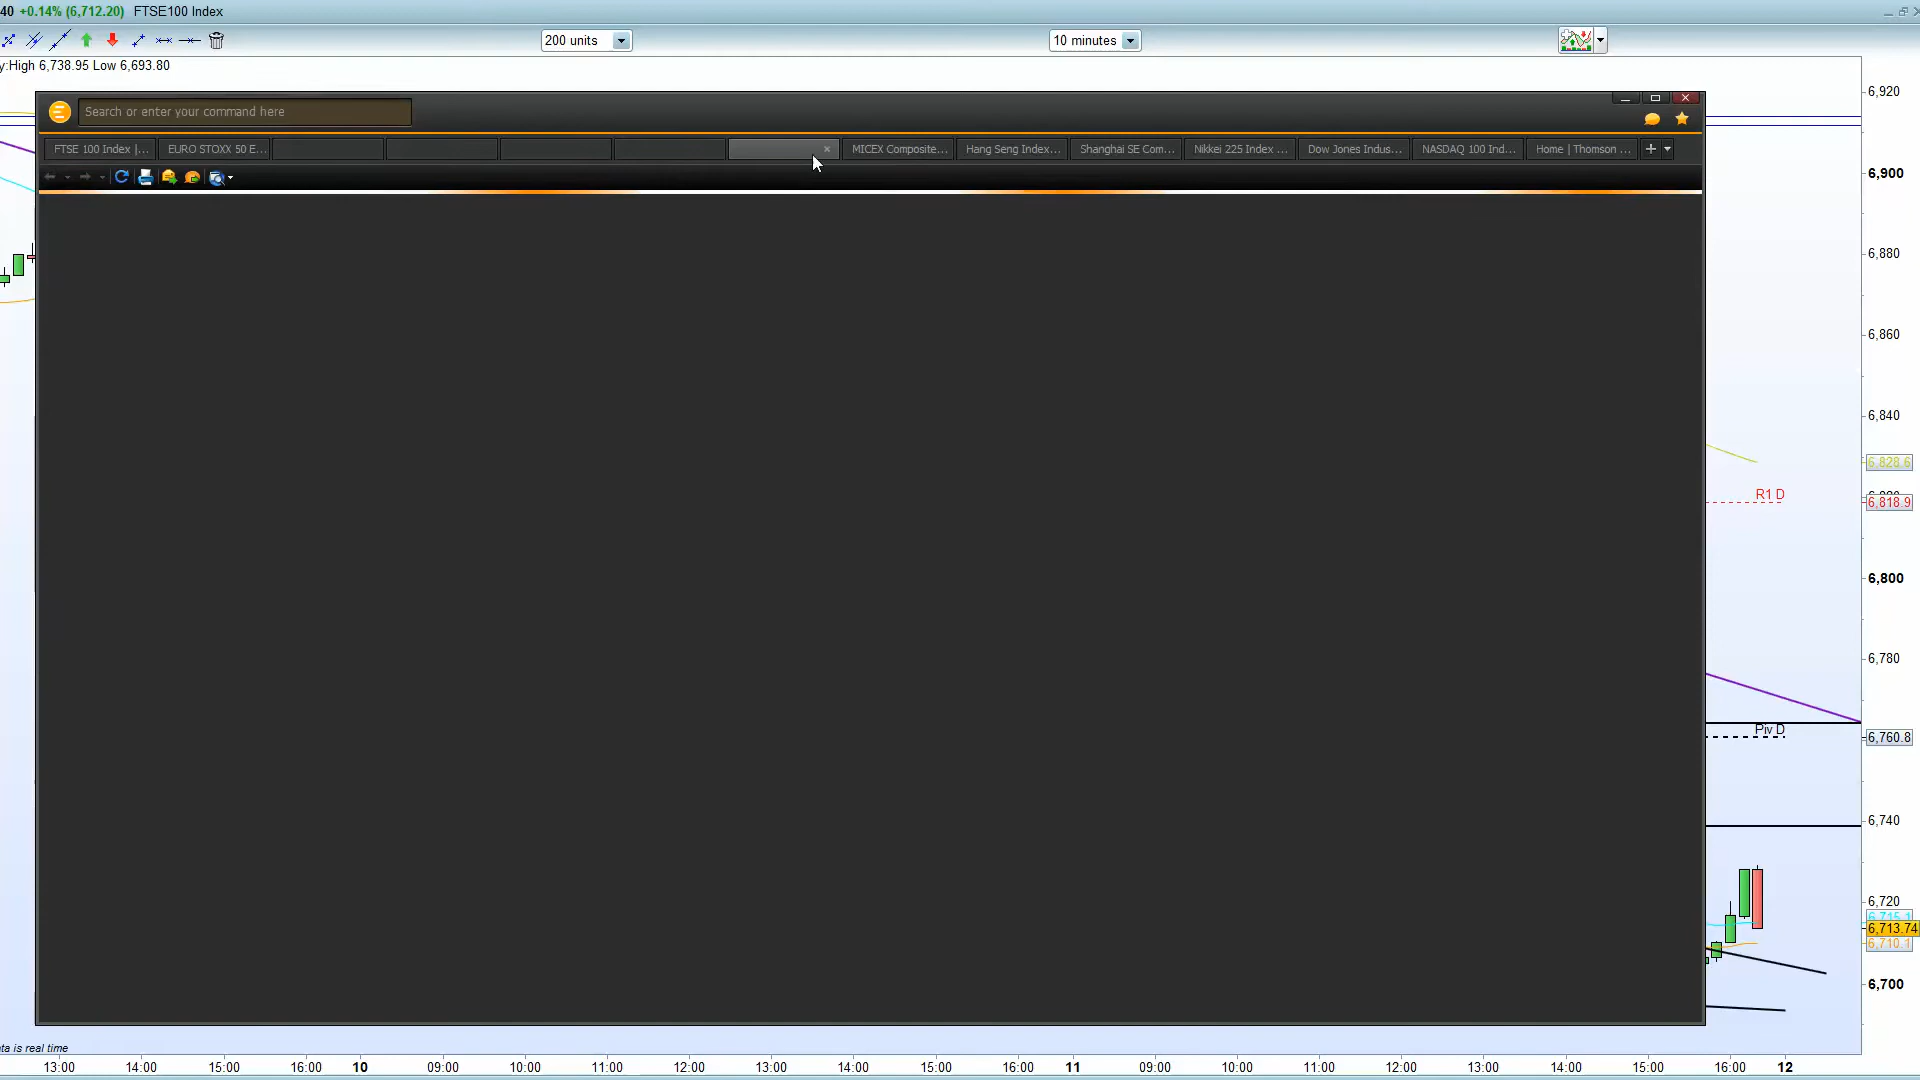 40 +0.14% (6,712.20) FTSE100 Index
200 units
10 minutes
y:High 6,738.95 Low 6,693.80
Search or enter your command here
FTSE 100 Index |...
EURO STOXX 50 E...
MICEX Composite...
Hang Seng Index...
Shanghai SE Com...
Nikkei 225 Index ...
Dow Jones Indus...
NASDAQ 100 Ind...
Home | Thomson ...
6,920
6,900
6,880
6,860
6,840
6,828.6
R1 D
6,818.9
6,800
6,780
Piv D
6,760.8
6,740
6,720
6,715.1
6,713.74
6,710.1
6,700
ta is real time
13:00 14:00 15:00 16:00 10 09:00 10:00 11:00 12:00 13:00 14:00 15:00 16:00 11 09:00 10:00 11:00 12:00 13:00 14:00 15:00 16:00 12